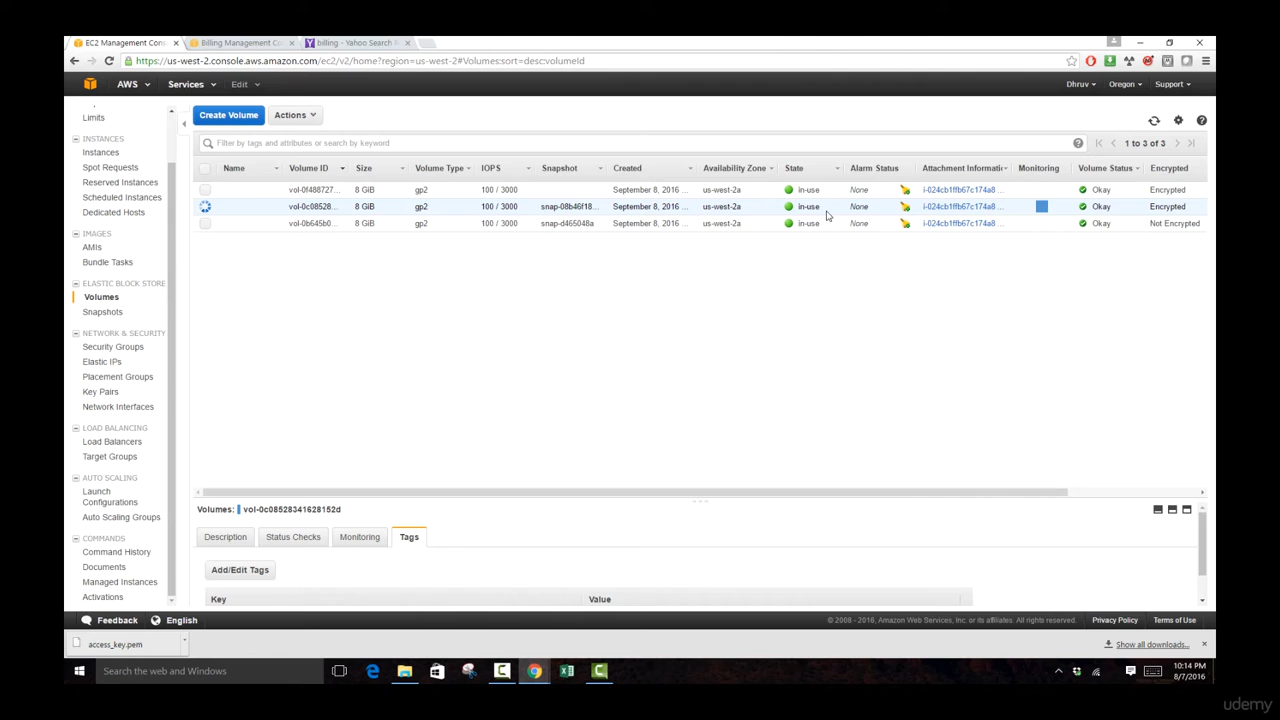 EC2 Management Cons
Billing Management Co
billing - Yahoo Search R
https://us-west-2.console.aws.amazon.com/ec2/v2/home?region=us-west-2#Volumes:sort=desc:volumeId
AWS Services Edit Dhruv Oregon Support
Limits
INSTANCES
Instances
Spot Requests
Reserved Instances
Scheduled Instances
Dedicated Hosts
IMAGES
AMIs
Bundle Tasks
ELASTIC BLOCK STORE
Volumes
Snapshots
NETWORK & SECURITY
Security Groups
Elastic IPs
Placement Groups
Key Pairs
Network Interfaces
LOAD BALANCING
Load Balancers
Target Groups
AUTO SCALING
Launch
Configurations
Auto Scaling Groups
COMMANDS
Command History
Documents
Managed Instances
Activations
Create Volume Actions
Filter by tags and attributes or search by keyword
1 to 3 of 3
Name Volume ID Size Volume Type IOPS Snapshot Created Availability Zone State Alarm Status Attachment Informati Monitoring Volume Status Encrypted
vol-0f488727... 8 GiB gp2 100 / 3000 September 8, 2016 ... us-west-2a in-use None i-024cb1ffb67c174a8 ... Okay Encrypted
vol-0c08528... 8 GiB gp2 100 / 3000 snap-08b46f18... September 8, 2016 ... us-west-2a in-use None i-024cb1ffb67c174a8 ... Okay Encrypted
vol-0b645b0... 8 GiB gp2 100 / 3000 snap-d465048a September 8, 2016 ... us-west-2a in-use None i-024cb1ffb67c174a8 ... Okay Not Encrypted
Volumes: vol-0c08528341628152d
Description Status Checks Monitoring Tags
Add/Edit Tags
Key Value
Feedback English
© 2008 - 2016, Amazon Web Services, Inc. or its affiliates. All rights reserved. Privacy Policy Terms of Use
access_key.pem
Show all downloads...
Search the web and Windows
10:14 PM
8/7/2016
udemy